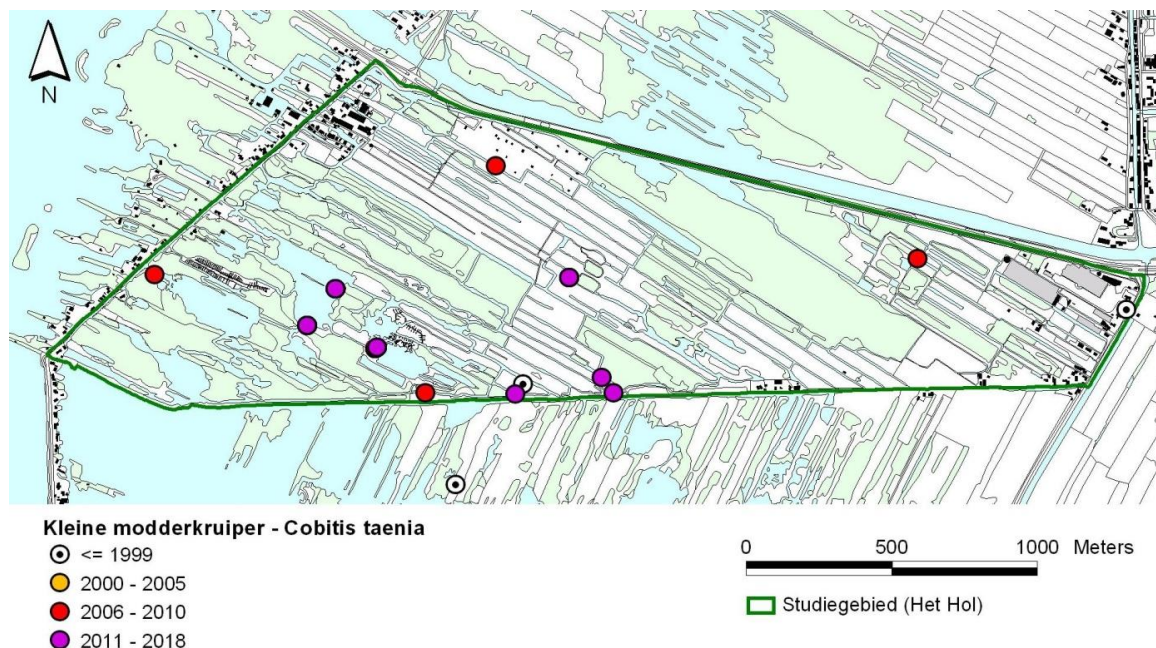 N
Kleine modderkruiper - Cobitis taenia
<= 1999
2000 - 2005
2006 - 2010
2011 - 2018
0 500 1000 Meters
Studiegebied (Het Hol)